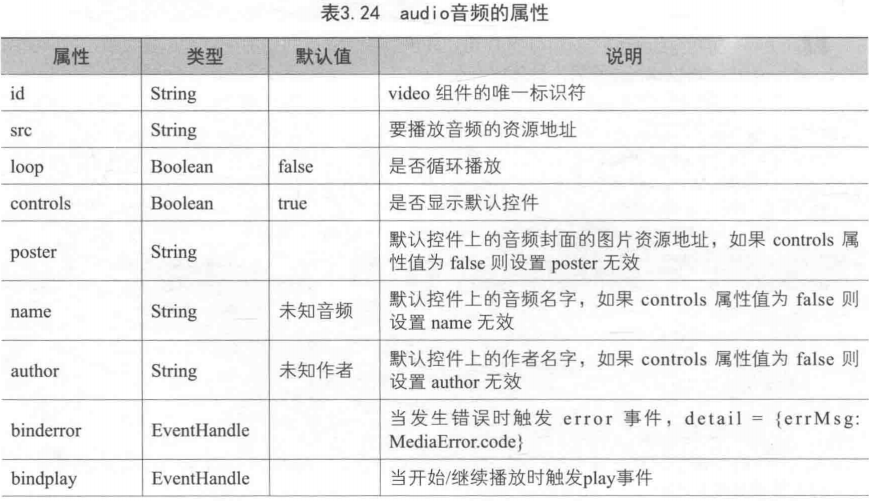 表3.24 audio音频的属性
属性 类型 默认值 说明
id String video 组件的唯一标识符
src String 要播放音频的资源地址
loop Boolean false 是否循环播放
controls Boolean true 是否显示默认控件
poster String 默认控件上的音频封面的图片资源地址，如果 controls 属
性值为 false 则设置 poster 无效
name String 未知音频 默认控件上的音频名字，如果 controls 属性值为 false 则
设置 name 无效
author String 未知作者 默认控件上的作者名字，如果 controls 属性值为 false 则
设置 author 无效
binderror EventHandle 当发生错误时触发 error 事件，detail = {errMsg:
MediaError.code}
bindplay EventHandle 当开始/继续播放时触发play事件